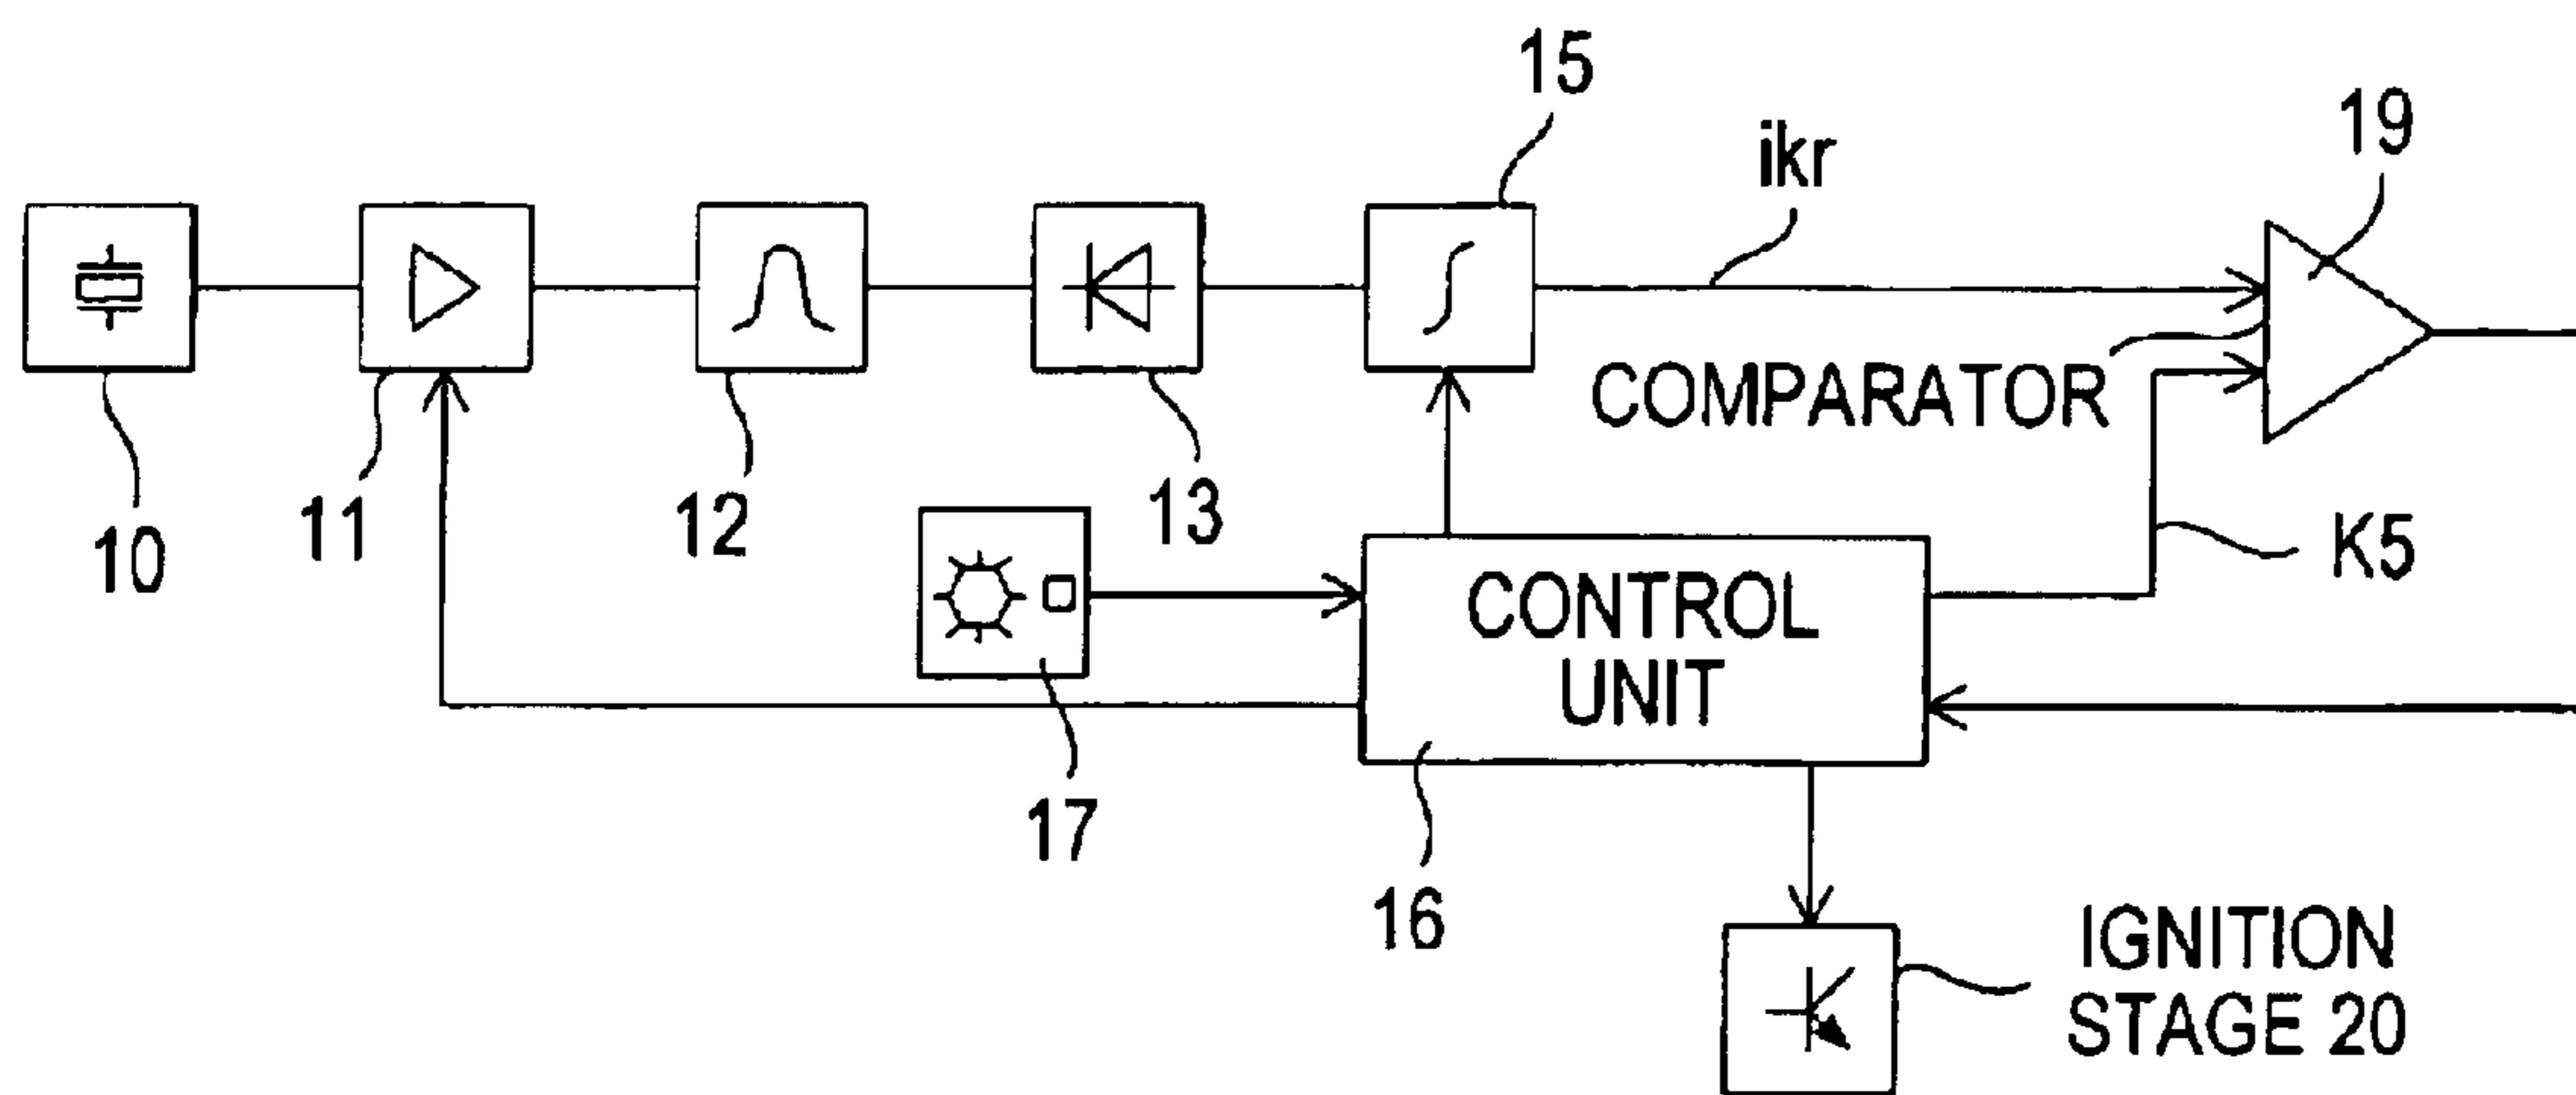 15
19
ikr
COMPARATOR
10
11
12
13
K5
CONTROL
UNIT
17
16
IGNITION
STAGE 20